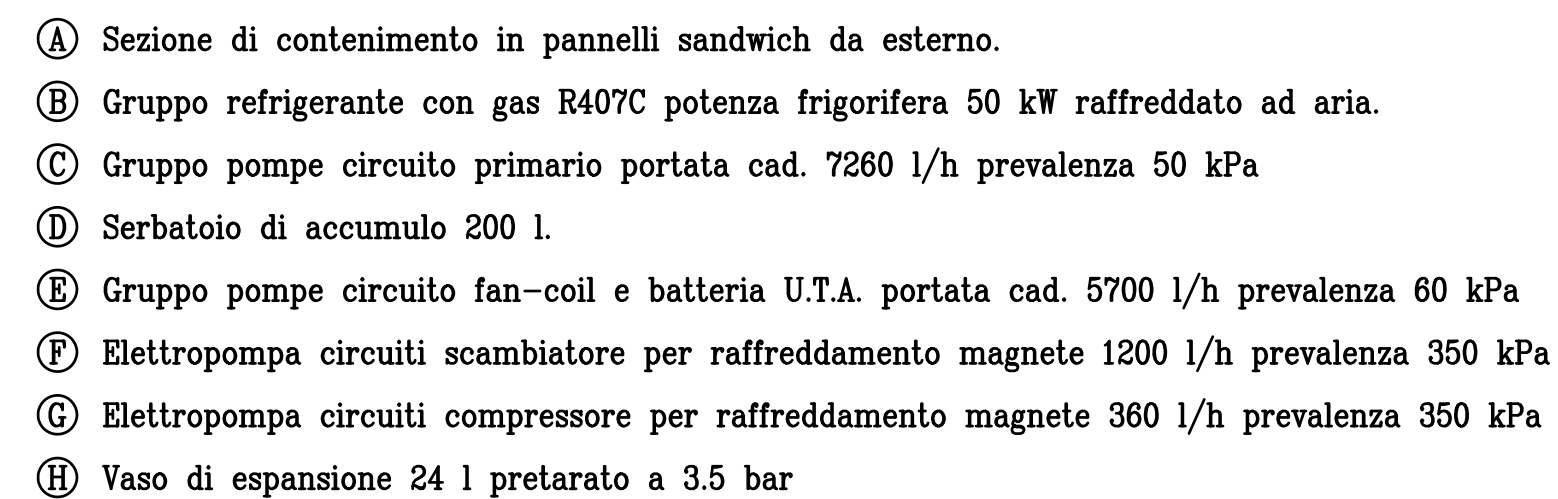 Ⓐ Sezione di contenimento in pannelli sandwich da esterno.
Ⓑ Gruppo refrigerante con gas R407C potenza frigorifera 50 kW raffreddato ad aria.
Ⓒ Gruppo pompe circuito primario portata cad. 7260 l/h prevalenza 50 kPa
Ⓓ Serbatoio di accumulo 200 l.
Ⓔ Gruppo pompe circuito fan-coil e batteria U.T.A. portata cad. 5700 l/h prevalenza 60 kPa
Ⓕ Elettropompa circuiti scambiatore per raffreddamento magnete 1200 l/h prevalenza 350 kPa
Ⓖ Elettropompa circuiti compressore per raffreddamento magnete 360 l/h prevalenza 350 kPa
Ⓗ Vaso di espansione 24 l pretarato a 3.5 bar